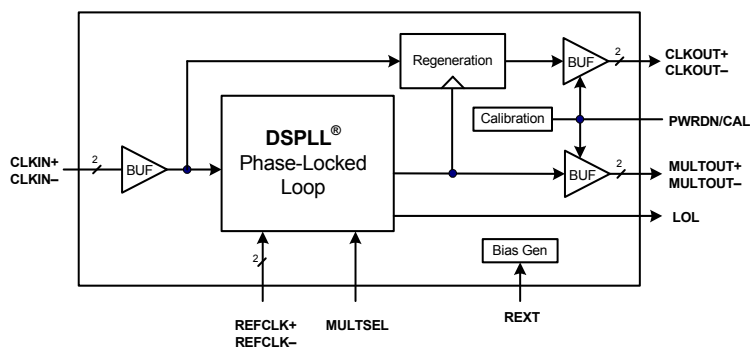 Regeneration
2
BUF
CLKOUT+
CLKOUT–
Calibration
PWRDN/CAL
DSPLL®
Phase-Locked
Loop
CLKIN+
CLKIN–
2
BUF
BUF
2
MULTOUT+
MULTOUT–
LOL
2
Bias Gen
REFCLK+
REFCLK–
MULTSEL
REXT